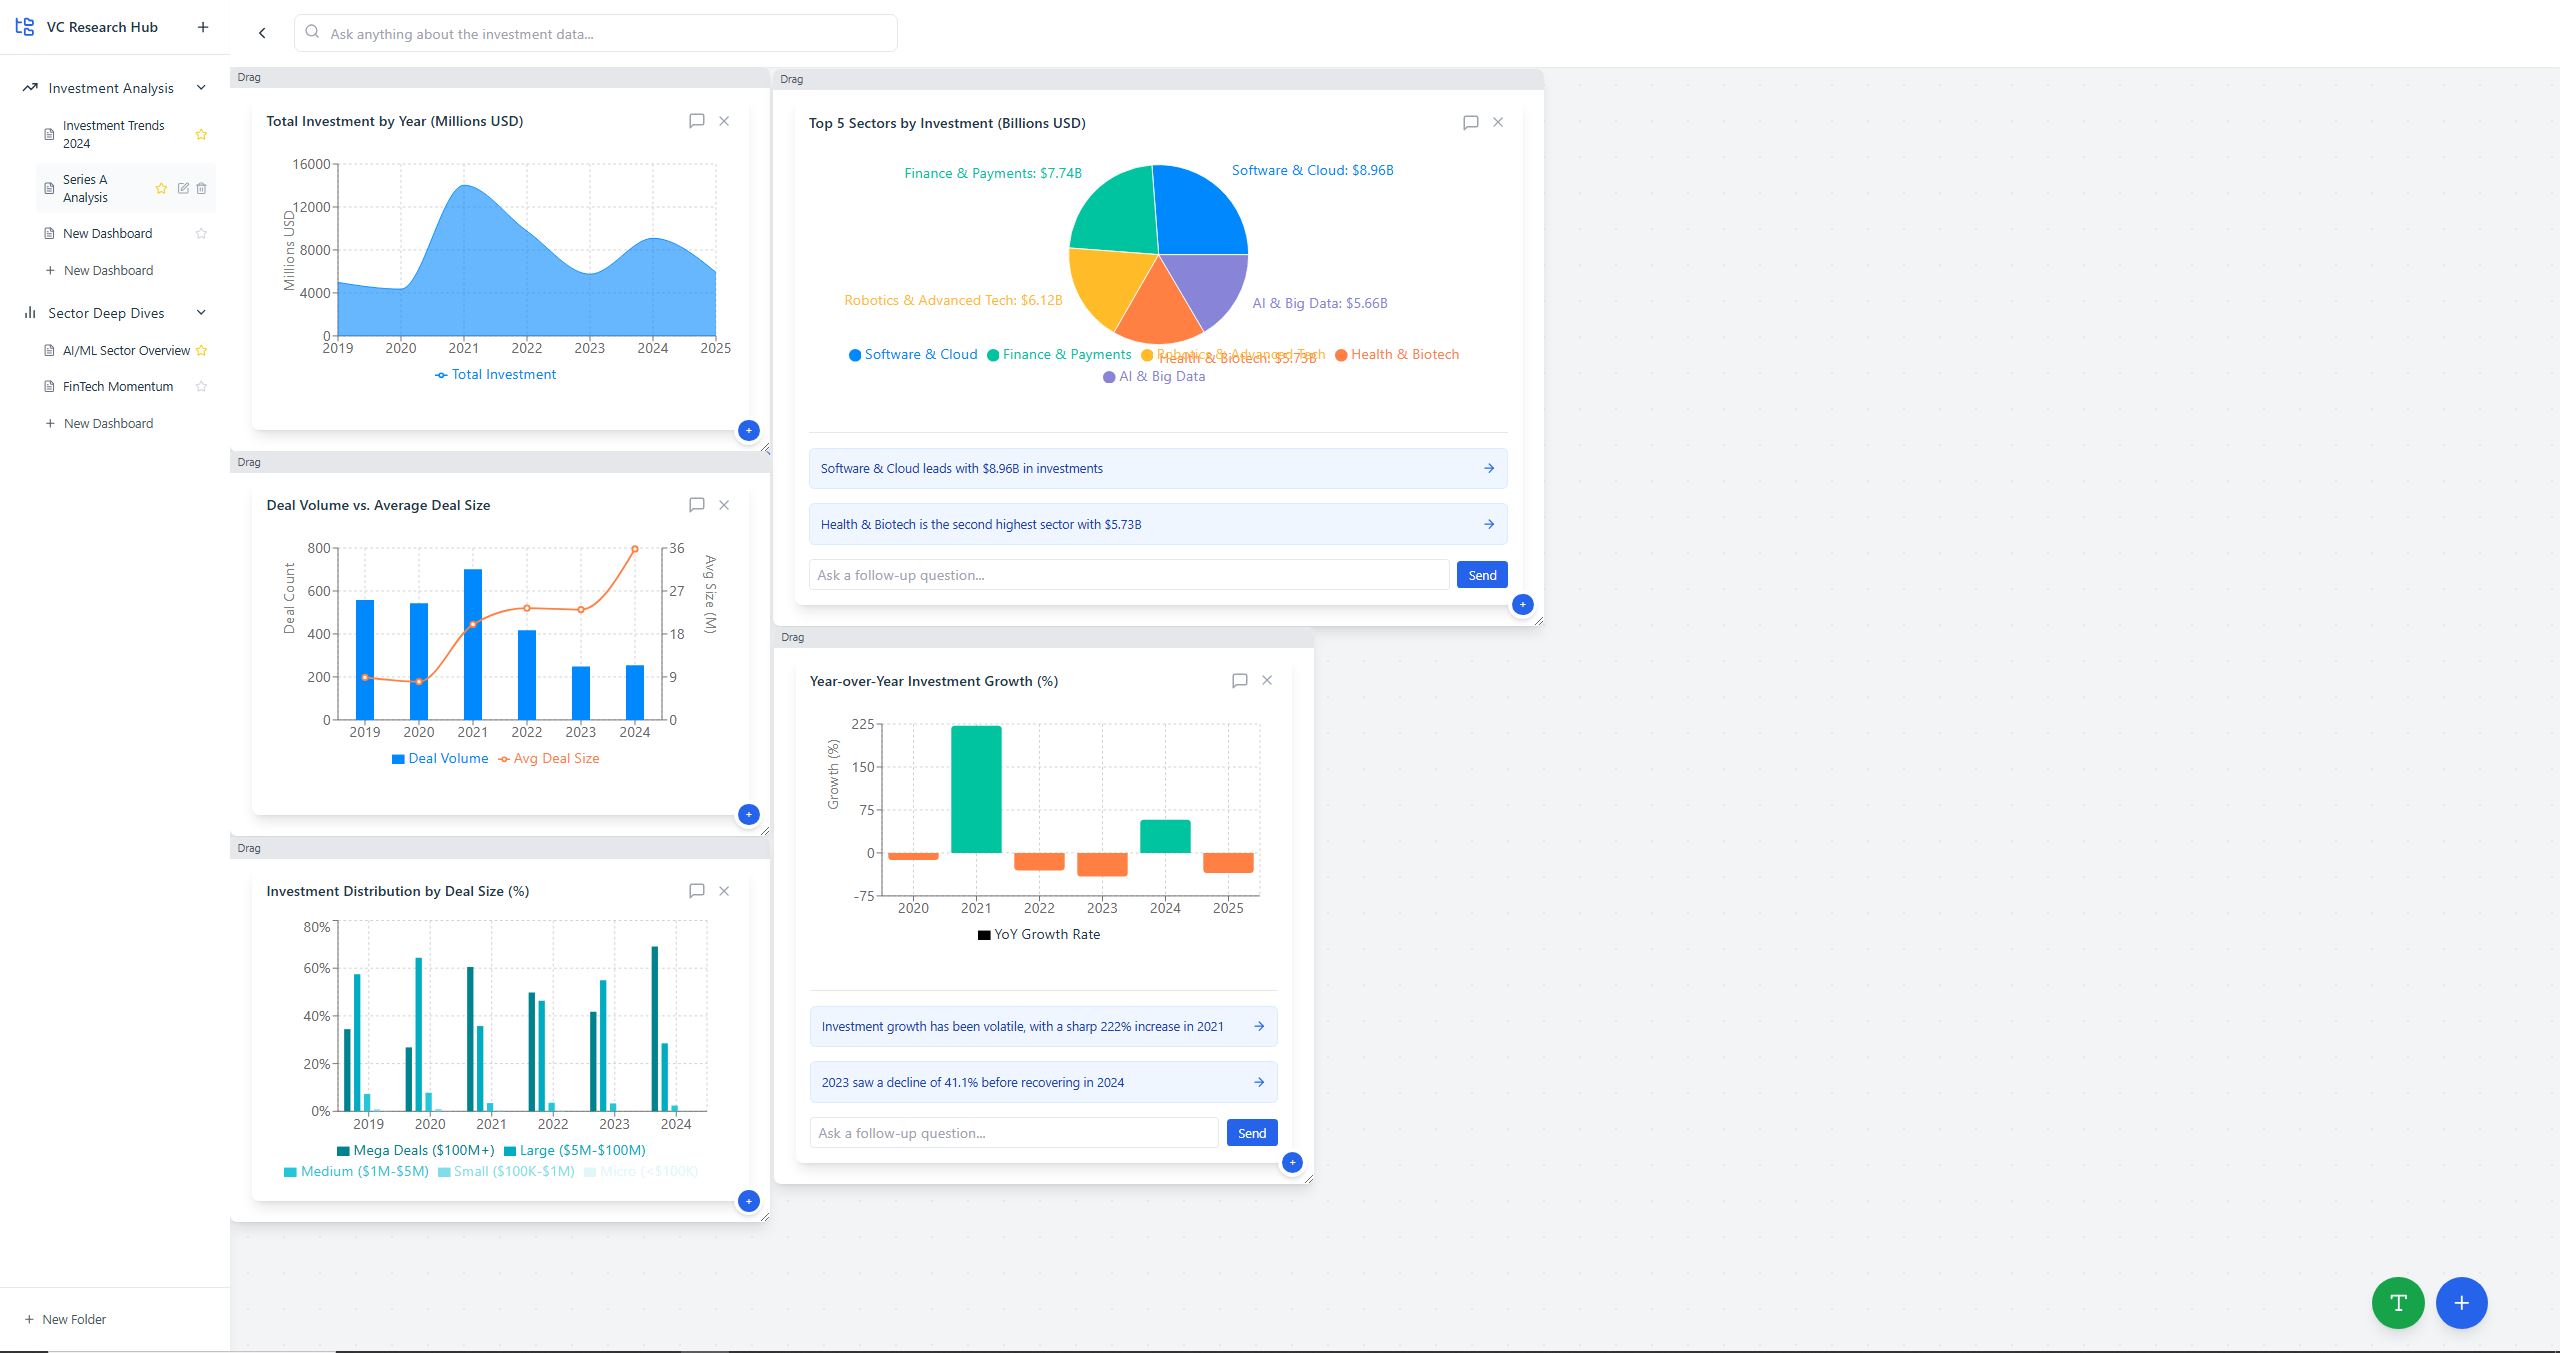 VC Research Hub
Investment Analysis
Investment Trends
2024
Series A
Analysis
New Dashboard
New Dashboard
Sector Deep Dives
AI/ML Sector Overview
FinTech Momentum
New Dashboard
New Folder
Ask anything about the investment data...
Drag
Total Investment by Year (Millions USD)
Millions USD
16000
12000
8000
4000
0
2019 2020 2021 2022 2023 2024 2025
Total Investment
Drag
Deal Volume vs. Average Deal Size
Deal Count
800
600
400
200
0
36
27
18
9
0
Avg Size (M)
2019 2020 2021 2022 2023 2024
Deal Volume Avg Deal Size
Drag
Investment Distribution by Deal Size (%)
80%
60%
40%
20%
0%
2019 2020 2021 2022 2023 2024
Mega Deals ($100M+) Large ($5M-$100M)
Medium ($1M-$5M) Small ($100K-$1M) Micro (<$100K)
Drag
Top 5 Sectors by Investment (Billions USD)
Finance & Payments: $7.74B
Software & Cloud: $8.96B
Robotics & Advanced Tech: $6.12B
AI & Big Data: $5.66B
Health & Biotech: $5.73B
Software & Cloud Finance & Payments Robotics & Advanced Tech Health & Biotech
AI & Big Data
Software & Cloud leads with $8.96B in investments
Health & Biotech is the second highest sector with $5.73B
Ask a follow-up question...
Send
Drag
Year-over-Year Investment Growth (%)
Growth (%)
225
150
75
0
-75
2020 2021 2022 2023 2024 2025
YoY Growth Rate
Investment growth has been volatile, with a sharp 222% increase in 2021
2023 saw a decline of 41.1% before recovering in 2024
Ask a follow-up question...
Send
T